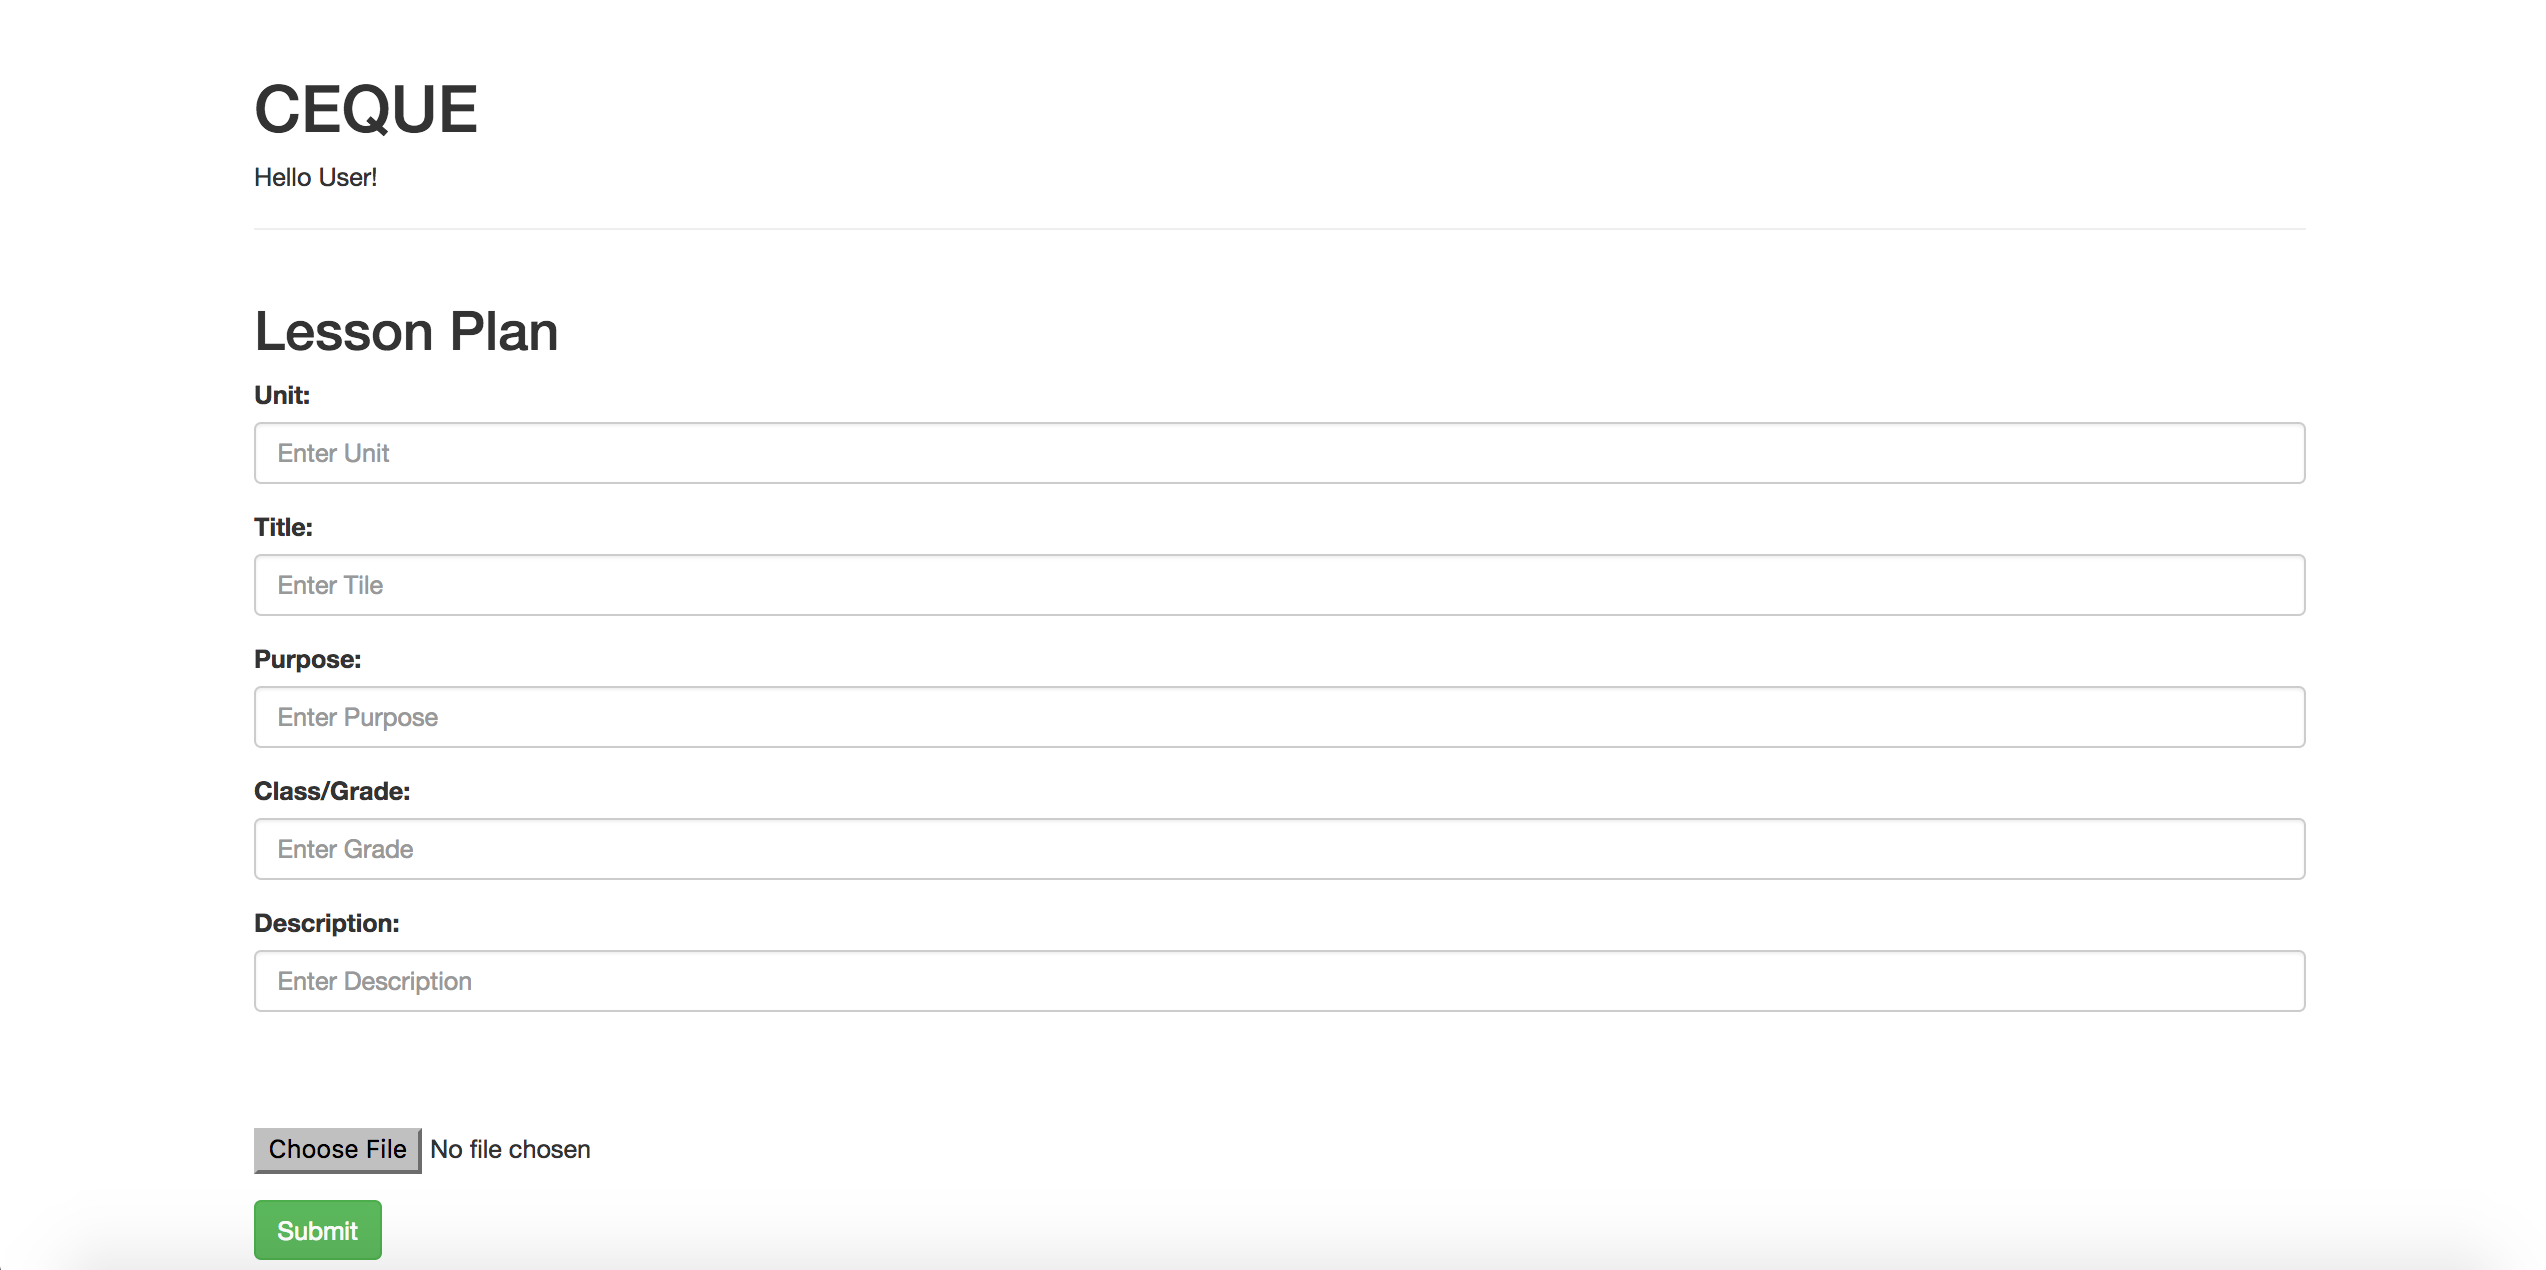 CEQUE
Hello User!
Lesson Plan
Unit:
Enter Unit
Title:
Enter Tile
Purpose:
Enter Purpose
Class/Grade:
Enter Grade
Description:
Enter Description
Choose File No file chosen
Submit